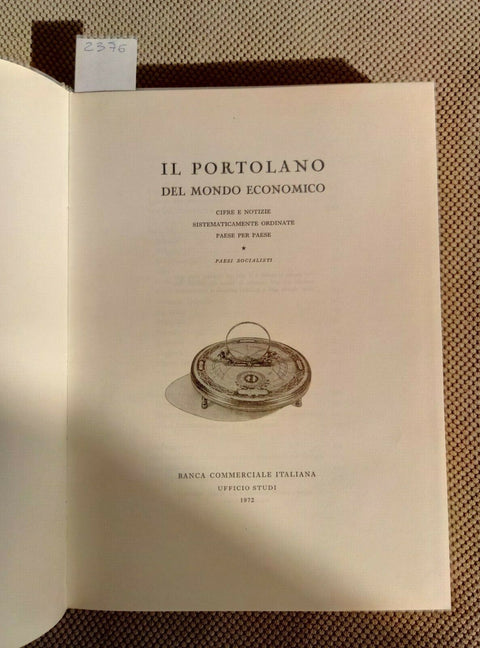 2376
IL PORTOLANO
DEL MONDO ECONOMICO
CIFRE E NOTIZIE
SISTEMATICAMENTE ORDINATE
PAESE PER PAESE
★
PAESI SOCIALISTI
BANCA COMMERCIALE ITALIANA
UFFICIO STUDI
1972